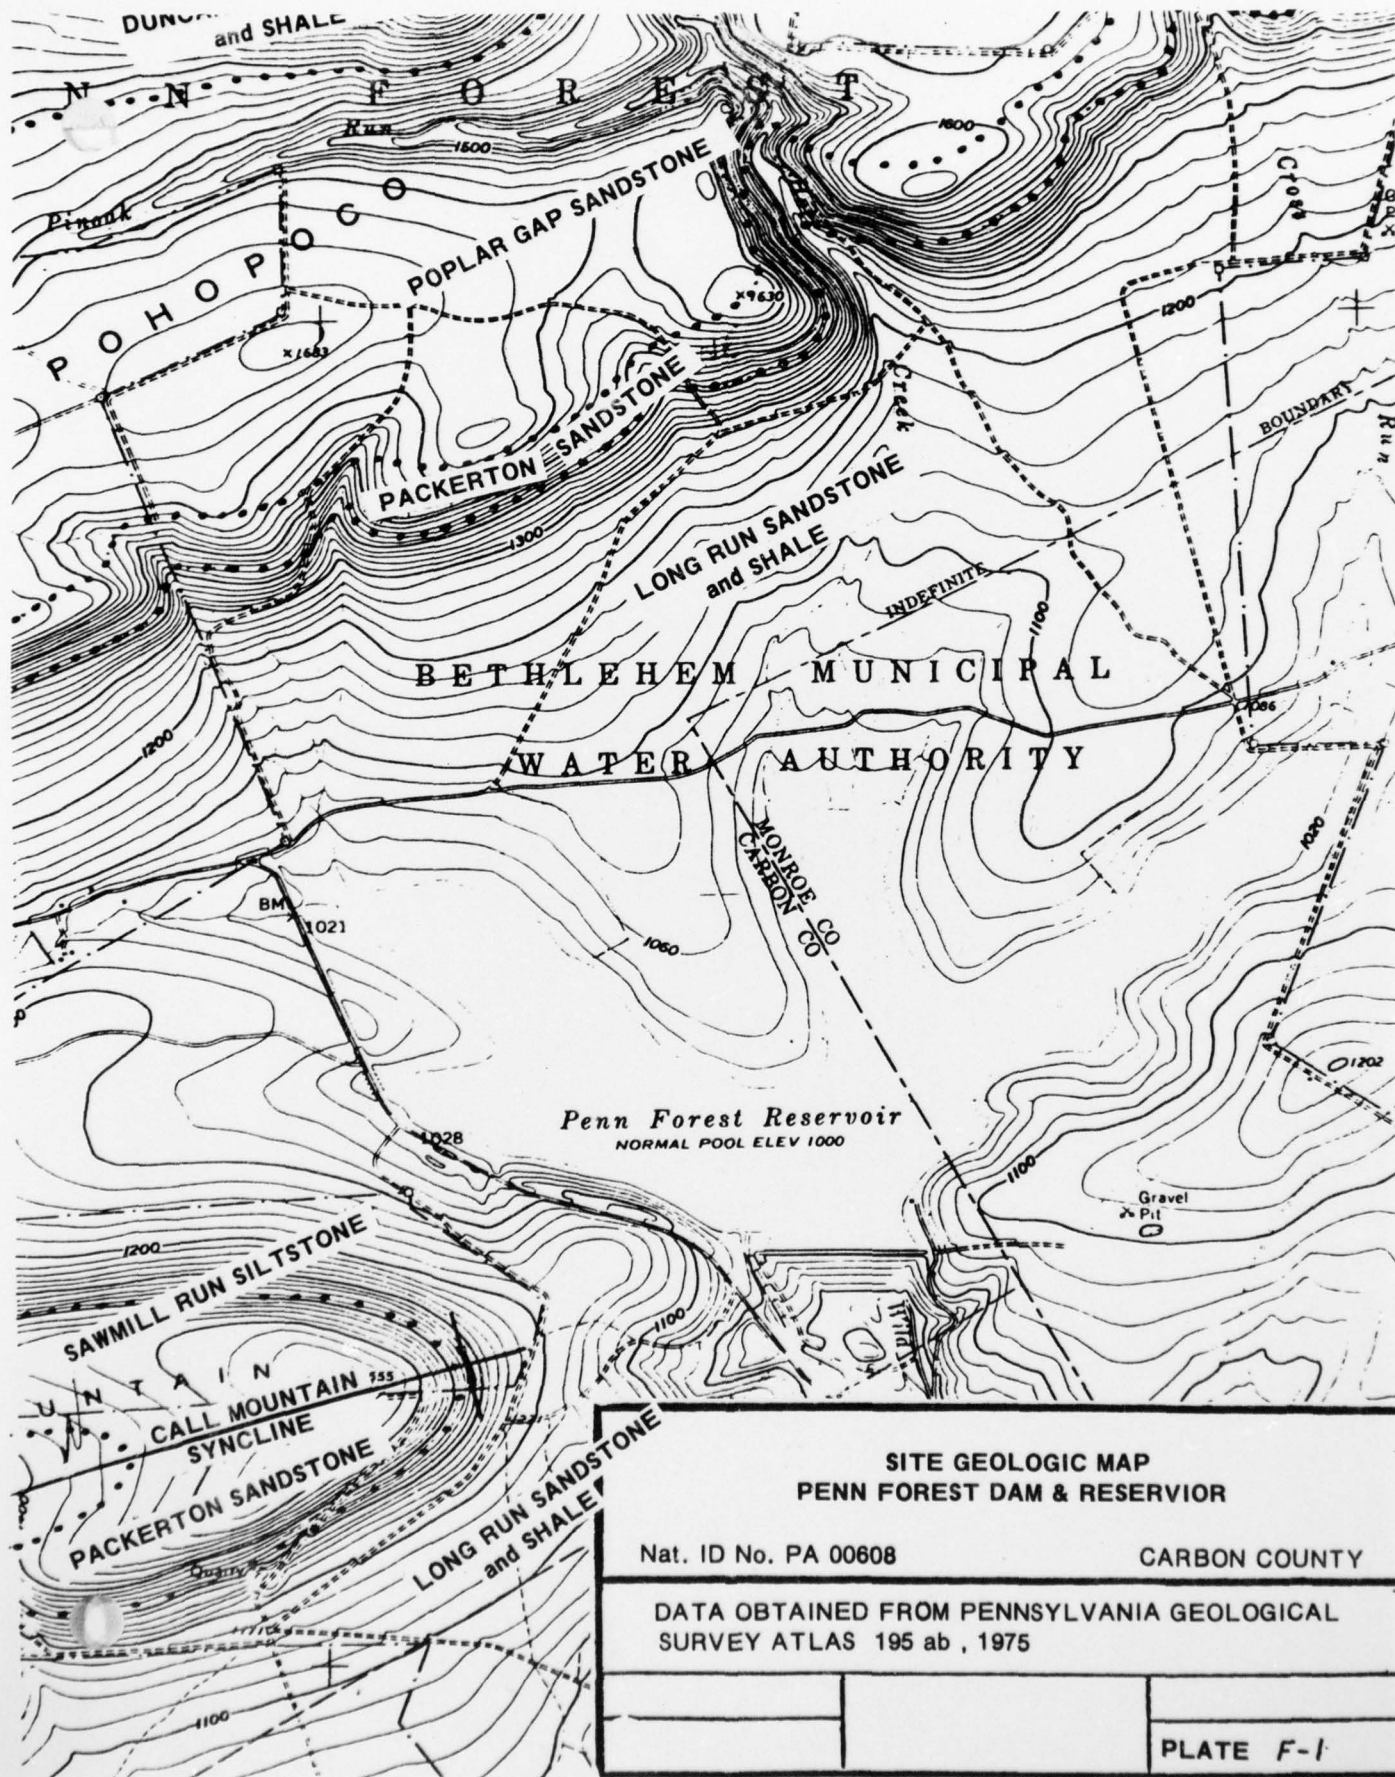 and SHALE
N N F O R E S T
Run
1600
1500
Pinoak
POHOPOCO
POPLAR GAP SANDSTONE
Cross
Run
×1683
×9630
1200
BOUNDARY
Creek
PACKERTON SANDSTONE
1300
LONG RUN SANDSTONE
and SHALE
INDEFINITE
1100
BETHLEHEM MUNICIPAL
WATER AUTHORITY
1200
1086
MONROE CO
CARBON CO
1020
BM
1021
1060
1202
1028
Penn Forest Reservoir
NORMAL POOL ELEV 1000
1100
Gravel
Pit
1200
SAWMILL RUN SILTSTONE
1100
Wild
U N T A I N
CALL MOUNTAIN
SYNCLINE
PACKERTON SANDSTONE
Quarry
LONG RUN SANDSTONE
and SHALE
1100
SITE GEOLOGIC MAP
PENN FOREST DAM & RESERVIOR
Nat. ID No. PA 00608 CARBON COUNTY
DATA OBTAINED FROM PENNSYLVANIA GEOLOGICAL
SURVEY ATLAS 195 ab , 1975
PLATE F-1